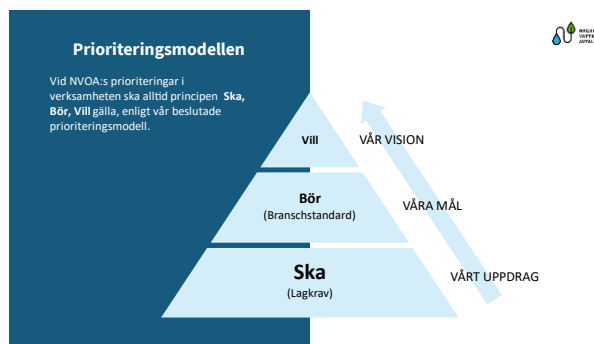 Prioriteringsmodellen
Vid NVOA:s prioriteringar i
verksamheten ska alltid principen Ska,
Bör, Vill gälla, enligt vår beslutade
prioriteringsmodell.
Vill
VÅR VISION
Bör
(Branschstandard)
VÅRA MÅL
Ska
(Lagkrav)
VÅRT UPPDRAG